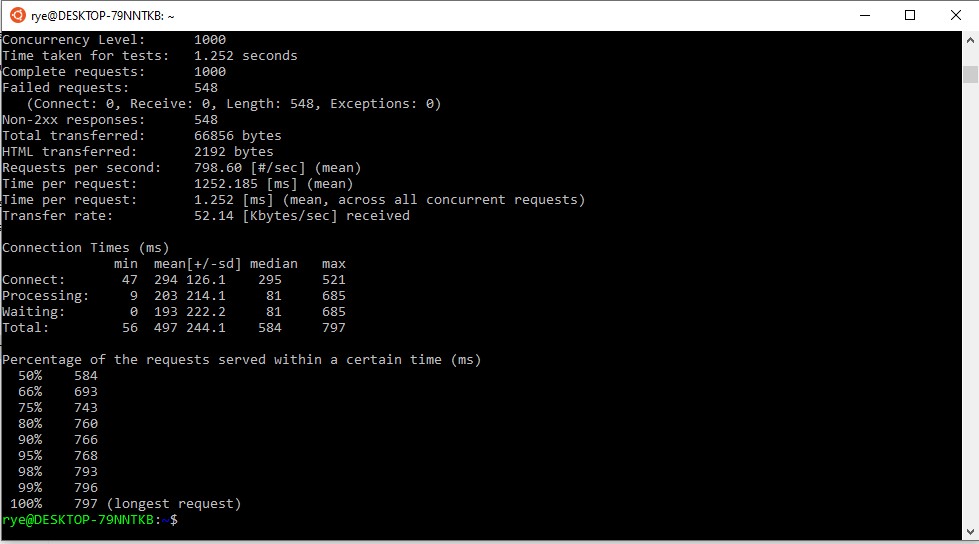 rye@DESKTOP-79NNTKB: ~
Concurrency Level:      1000
Time taken for tests:   1.252 seconds
Complete requests:      1000
Failed requests:        548
   (Connect: 0, Receive: 0, Length: 548, Exceptions: 0)
Non-2xx responses:      548
Total transferred:      66856 bytes
HTML transferred:       2192 bytes
Requests per second:    798.60 [#/sec] (mean)
Time per request:       1252.185 [ms] (mean)
Time per request:       1.252 [ms] (mean, across all concurrent requests)
Transfer rate:          52.14 [Kbytes/sec] received

Connection Times (ms)
              min  mean[+/-sd] median   max
Connect:       47  294 126.1    295     521
Processing:     9  203 214.1     81     685
Waiting:        0  193 222.2     81     685
Total:         56  497 244.1    584     797

Percentage of the requests served within a certain time (ms)
  50%    584
  66%    693
  75%    743
  80%    760
  90%    766
  95%    768
  98%    793
  99%    796
 100%    797 (longest request)
rye@DESKTOP-79NNTKB:~$